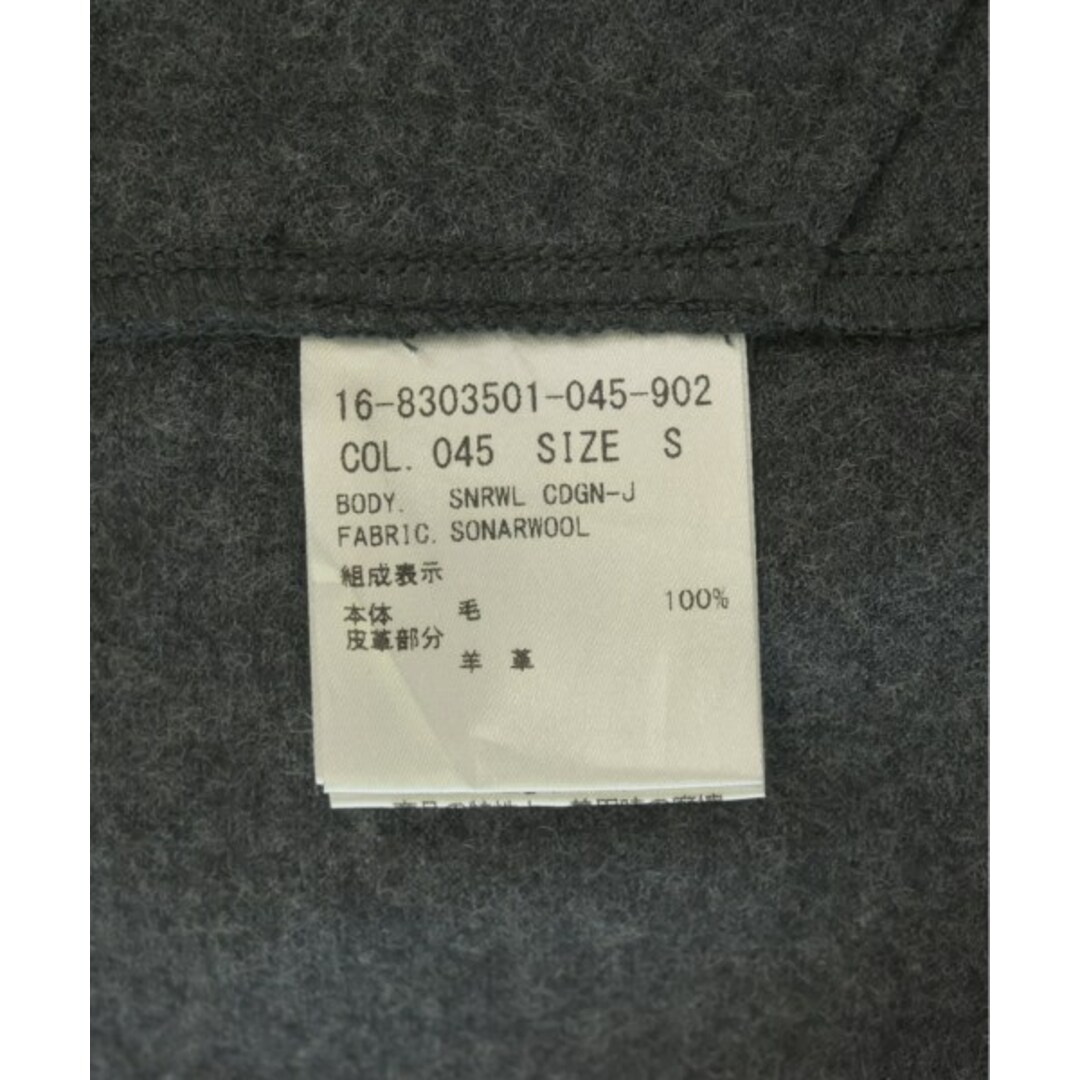 16-8303501-045-902
COL. 045 SIZE S
BODY. SNRWL CDGN-J
FABRIC. SONARWOOL
組成表示
本体 毛 100%
皮革部分
羊 革